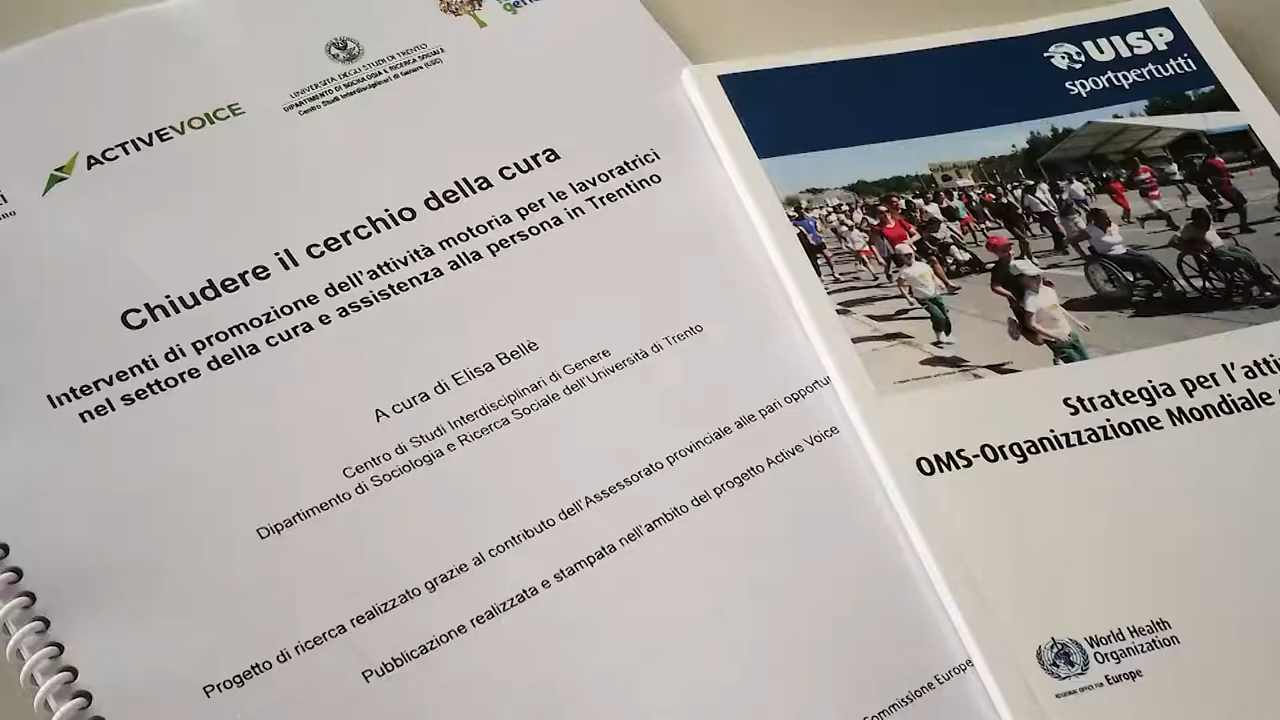 ACTIVEVOICE
UNIVERSITÀ DEGLI STUDI DI TRENTO
DIPARTIMENTO DI SOCIOLOGIA E RICERCA SOCIALE
Centro Studi Interdisciplinari di Genere (CSG)
Chiudere il cerchio della cura
Interventi di promozione dell'attività motoria per le lavoratrici
nel settore della cura e assistenza alla persona in Trentino
A cura di Elisa Bellè
Centro di Studi Interdisciplinari di Genere
Dipartimento di Sociologia e Ricerca Sociale dell'Università di Trento
Progetto di ricerca realizzato grazie al contributo dell'Assessorato provinciale alle pari
Pubblicazione realizzata e stampata nell'ambito del progetto Active Voice
Commissione Europe
UISP
sportpertutti
Strategia per l'atti
OMS-Organizzazione Mondiale
World Health
Organization
REGIONAL OFFICE FOR Europe